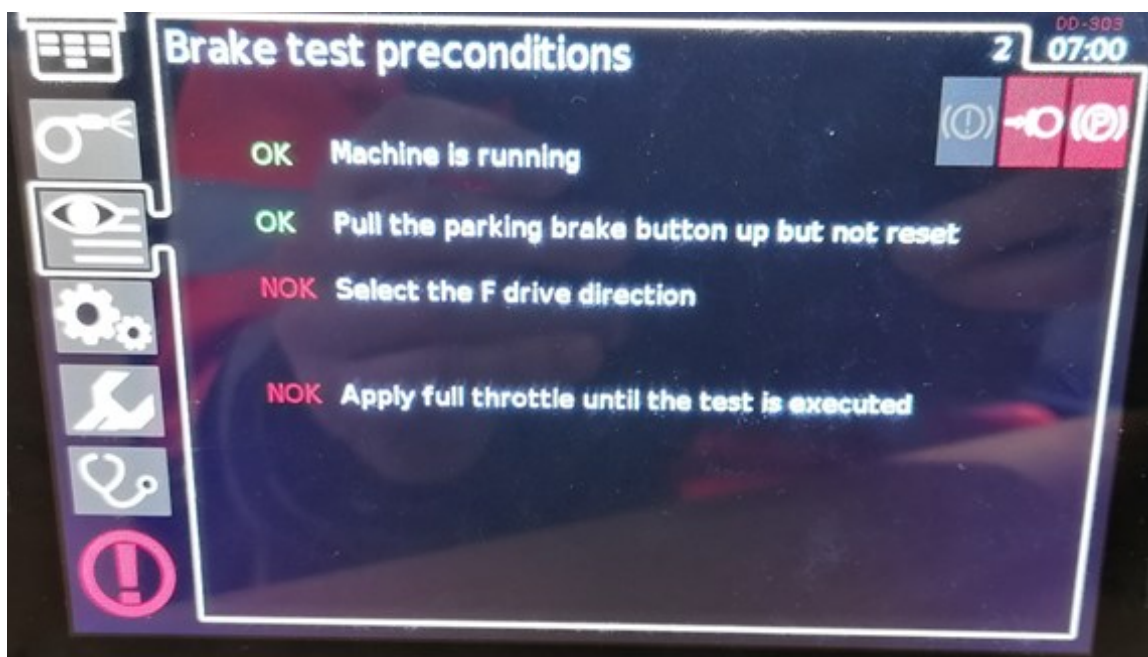 DD-303
Brake test preconditions 2 07:00
OK Machine is running
OK Pull the parking brake button up but not reset
NOK Select the F drive direction
NOK Apply full throttle until the test is executed